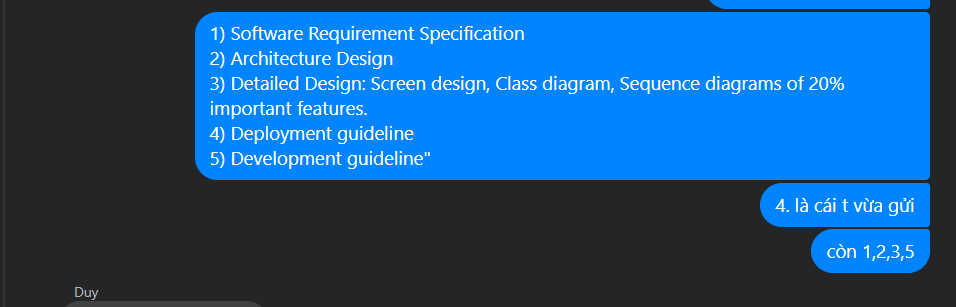 1) Software Requirement Specification
2) Architecture Design
3) Detailed Design: Screen design, Class diagram, Sequence diagrams of 20%
important features.
4) Deployment guideline
5) Development guideline"
4. là cái t vừa gửi
còn 1,2,3,5
Duy